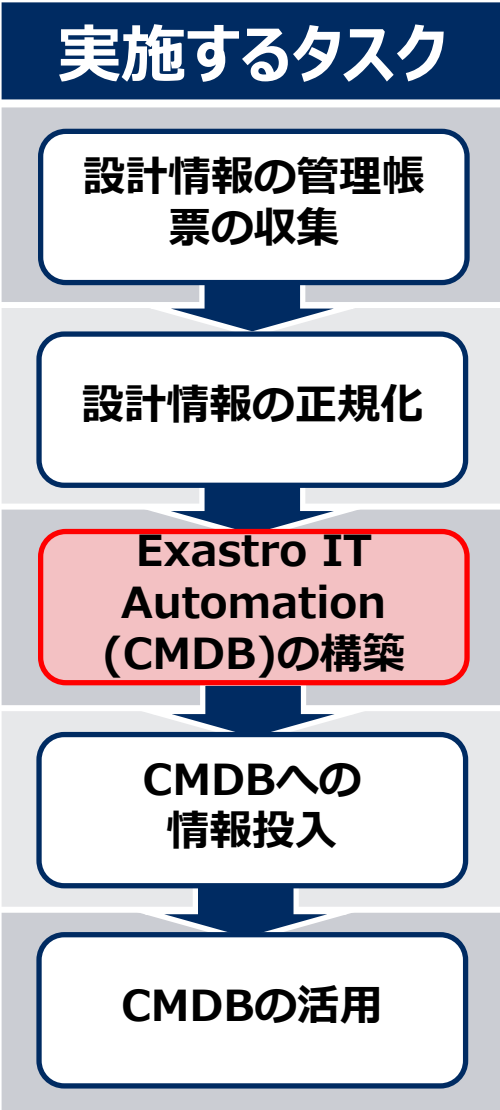 実施するタスク
設計情報の管理帳
票の収集
設計情報の正規化
Exastro IT
Automation
(CMDB)の構築
CMDBへの
情報投入
CMDBの活用